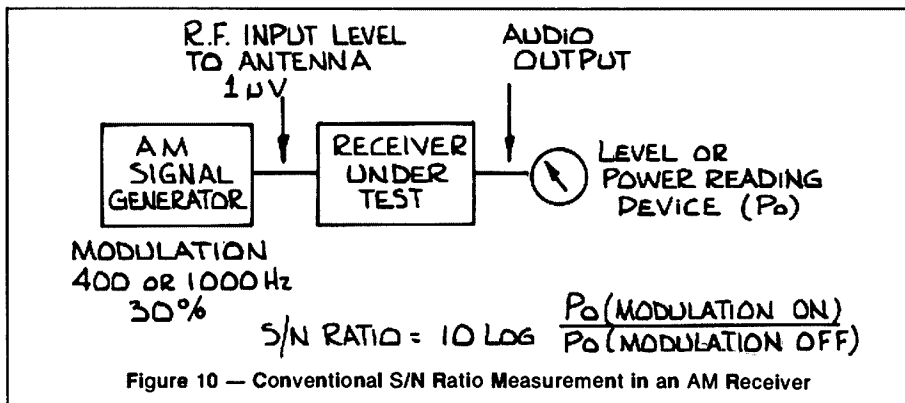 R.F. INPUT LEVEL
TO ANTENNA
1 μV
AUDIO
OUTPUT
AM
SIGNAL
GENERATOR
RECEIVER
UNDER
TEST
LEVEL OR
POWER READING
DEVICE (Po)
MODULATION
400 OR 1000 Hz
30%
S/N RATIO = 10 LOG Po (MODULATION ON)
Po (MODULATION OFF)
Figure 10 — Conventional S/N Ratio Measurement in an AM Receiver